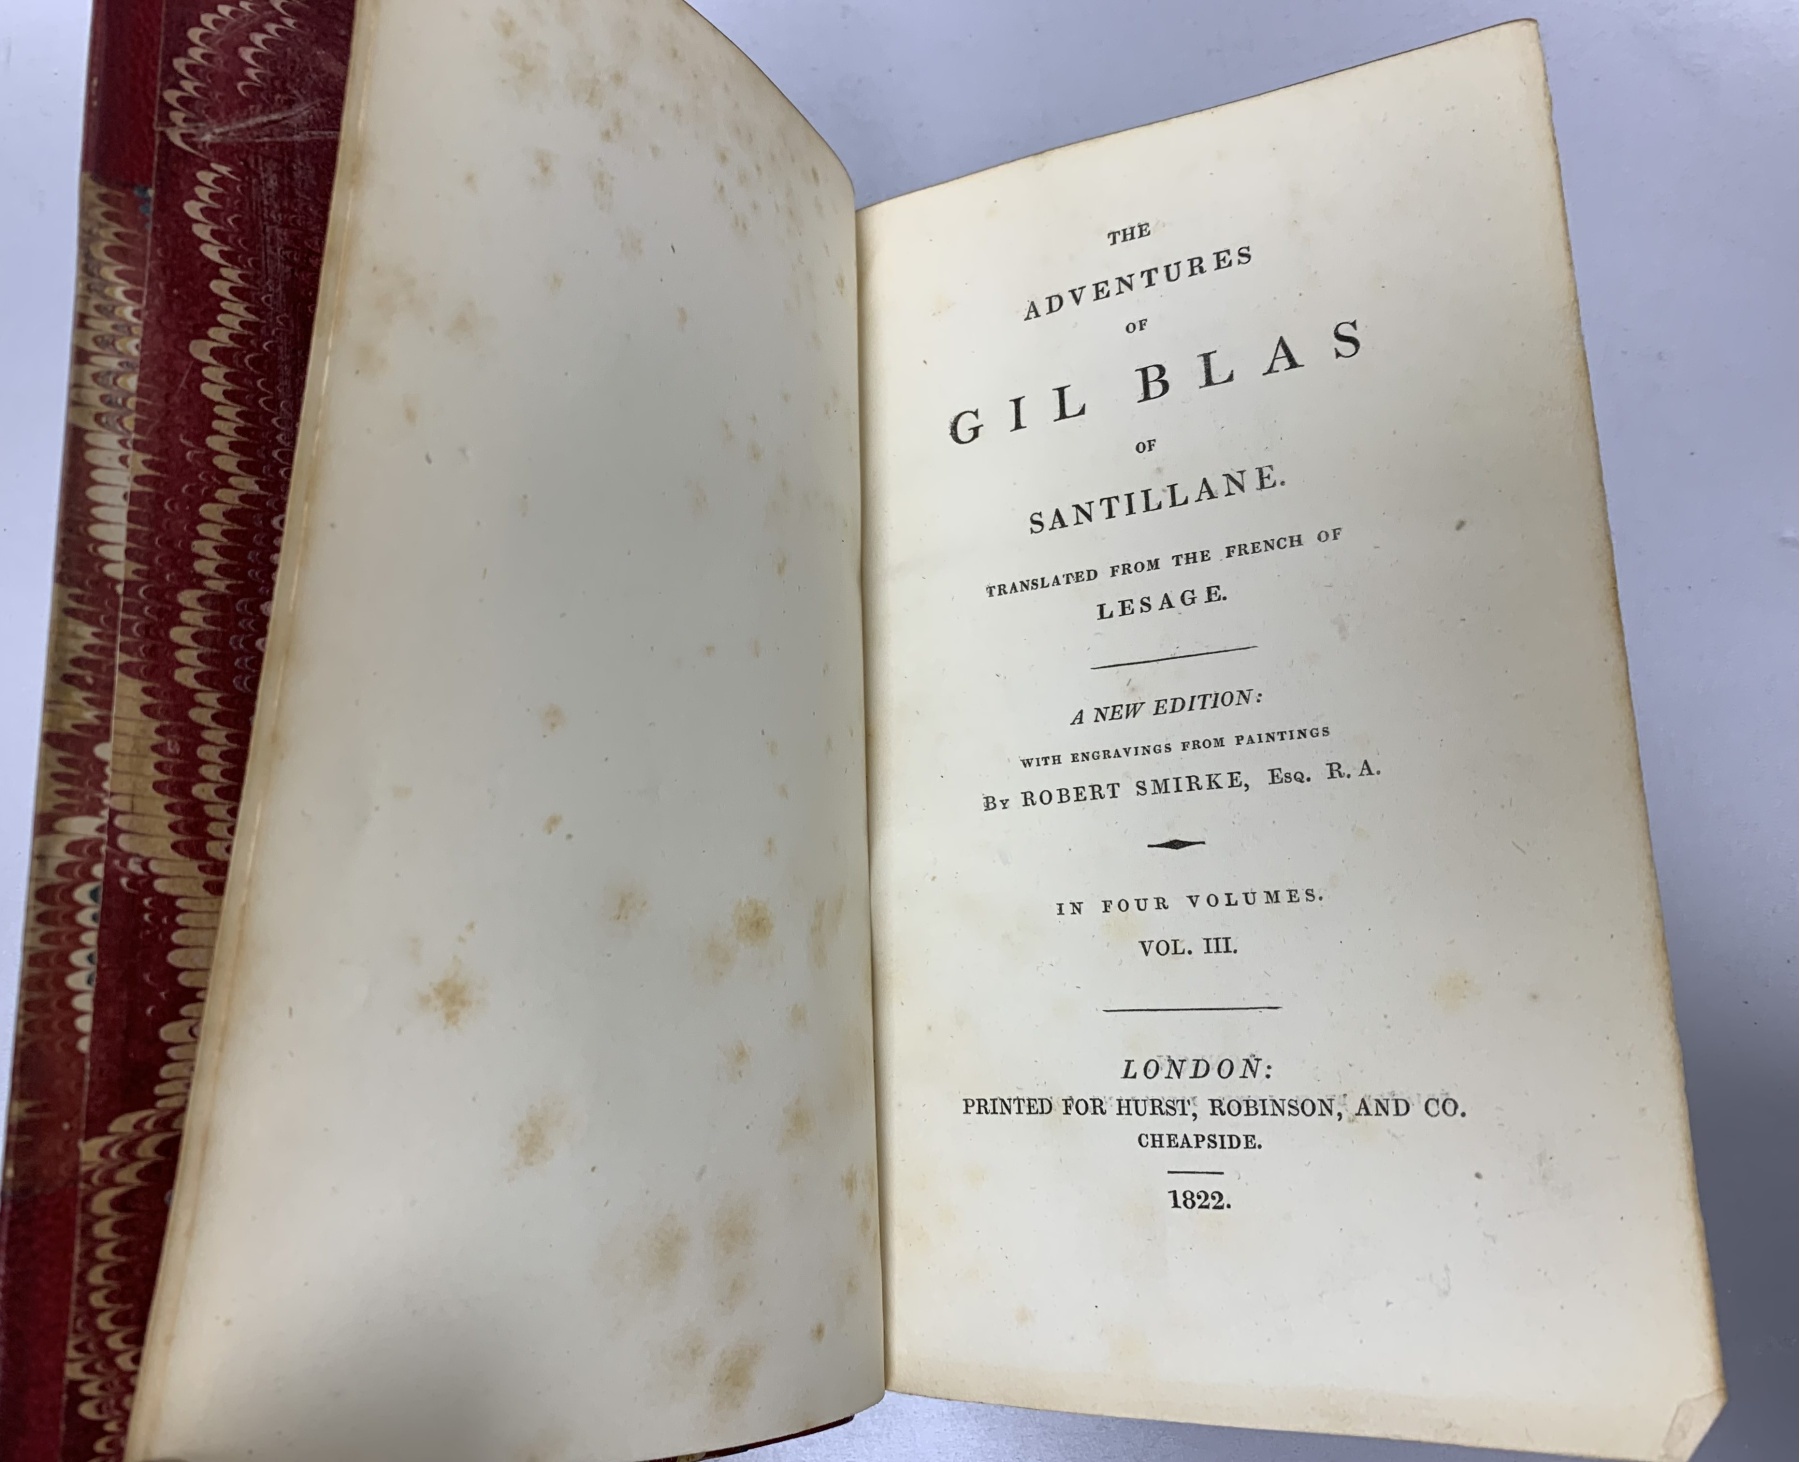 THE
ADVENTURES
OF
GIL BLAS
OF
SANTILLANE.
TRANSLATED FROM THE FRENCH OF
LESAGE.
A NEW EDITION:
WITH ENGRAVINGS FROM PAINTINGS
By ROBERT SMIRKE, Esq. R. A.
IN FOUR VOLUMES.
VOL. III.
LONDON:
PRINTED FOR HURST, ROBINSON, AND CO.
CHEAPSIDE.
1822.